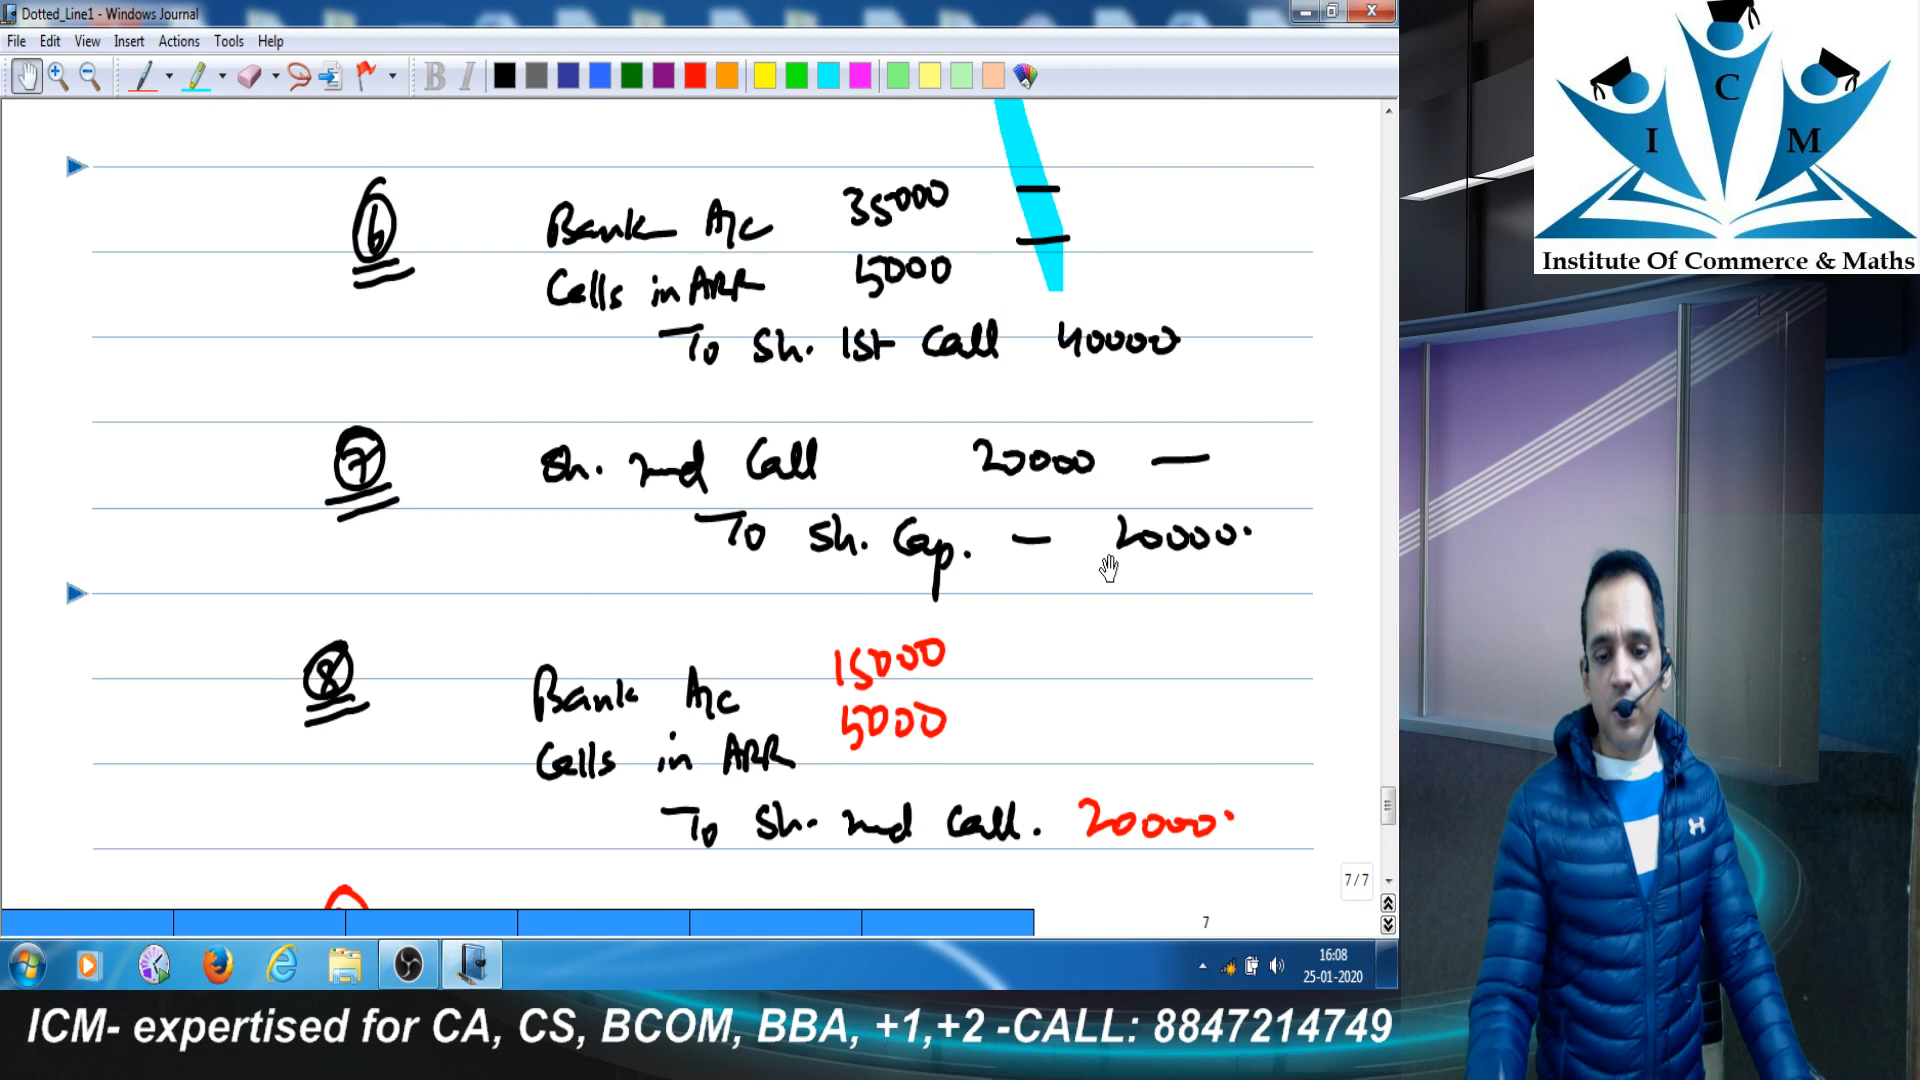 Dotted_Line1 - Windows Journal
File Edit View Insert Actions Tools Help
B I
I C M
Institute Of Commerce & Maths
6 Bank A/c 35000
Calls in ARR 5000
To Sh. 1st Call 40000
7 Sh. 2nd Call 20000 —
To Sh. Cap. — 20000.
8 Bank A/c 15000
Calls in ARR 5000
To Sh. 2nd Call. 20000.
7/7
7
16:08
25-01-2020
ICM- expertised for CA, CS, BCOM, BBA, +1,+2 -CALL: 8847214749